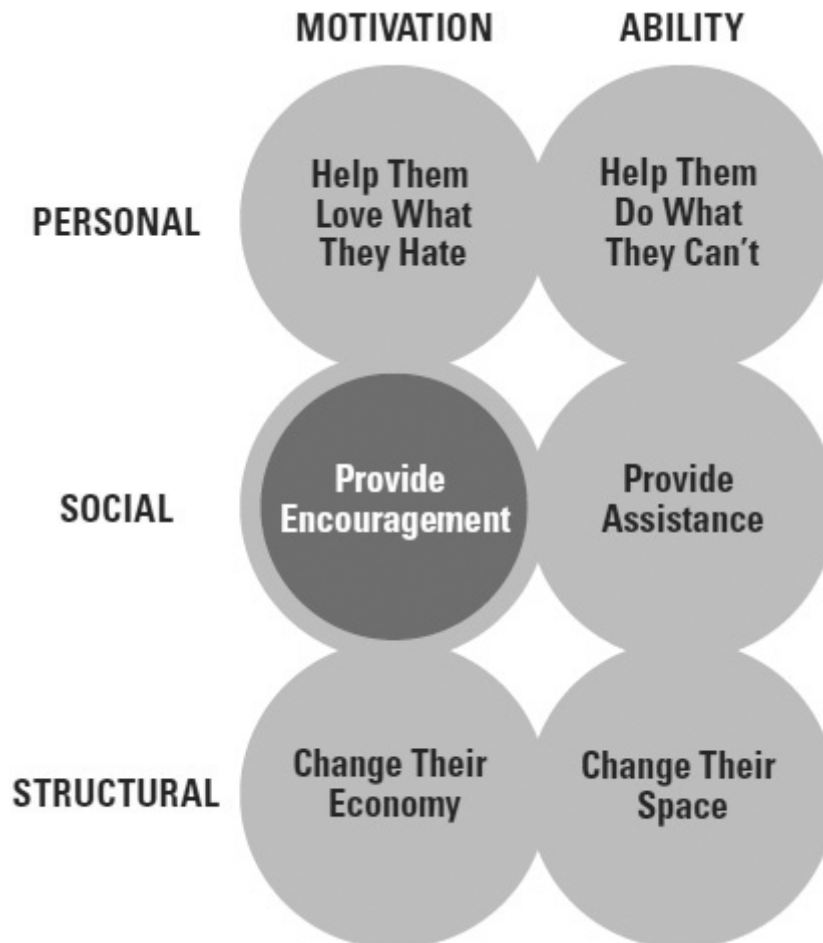 MOTIVATION ABILITY
PERSONAL
Help Them
Love What
They Hate
Help Them
Do What
They Can't
SOCIAL
Provide
Encouragement
Provide
Assistance
STRUCTURAL
Change Their
Economy
Change Their
Space